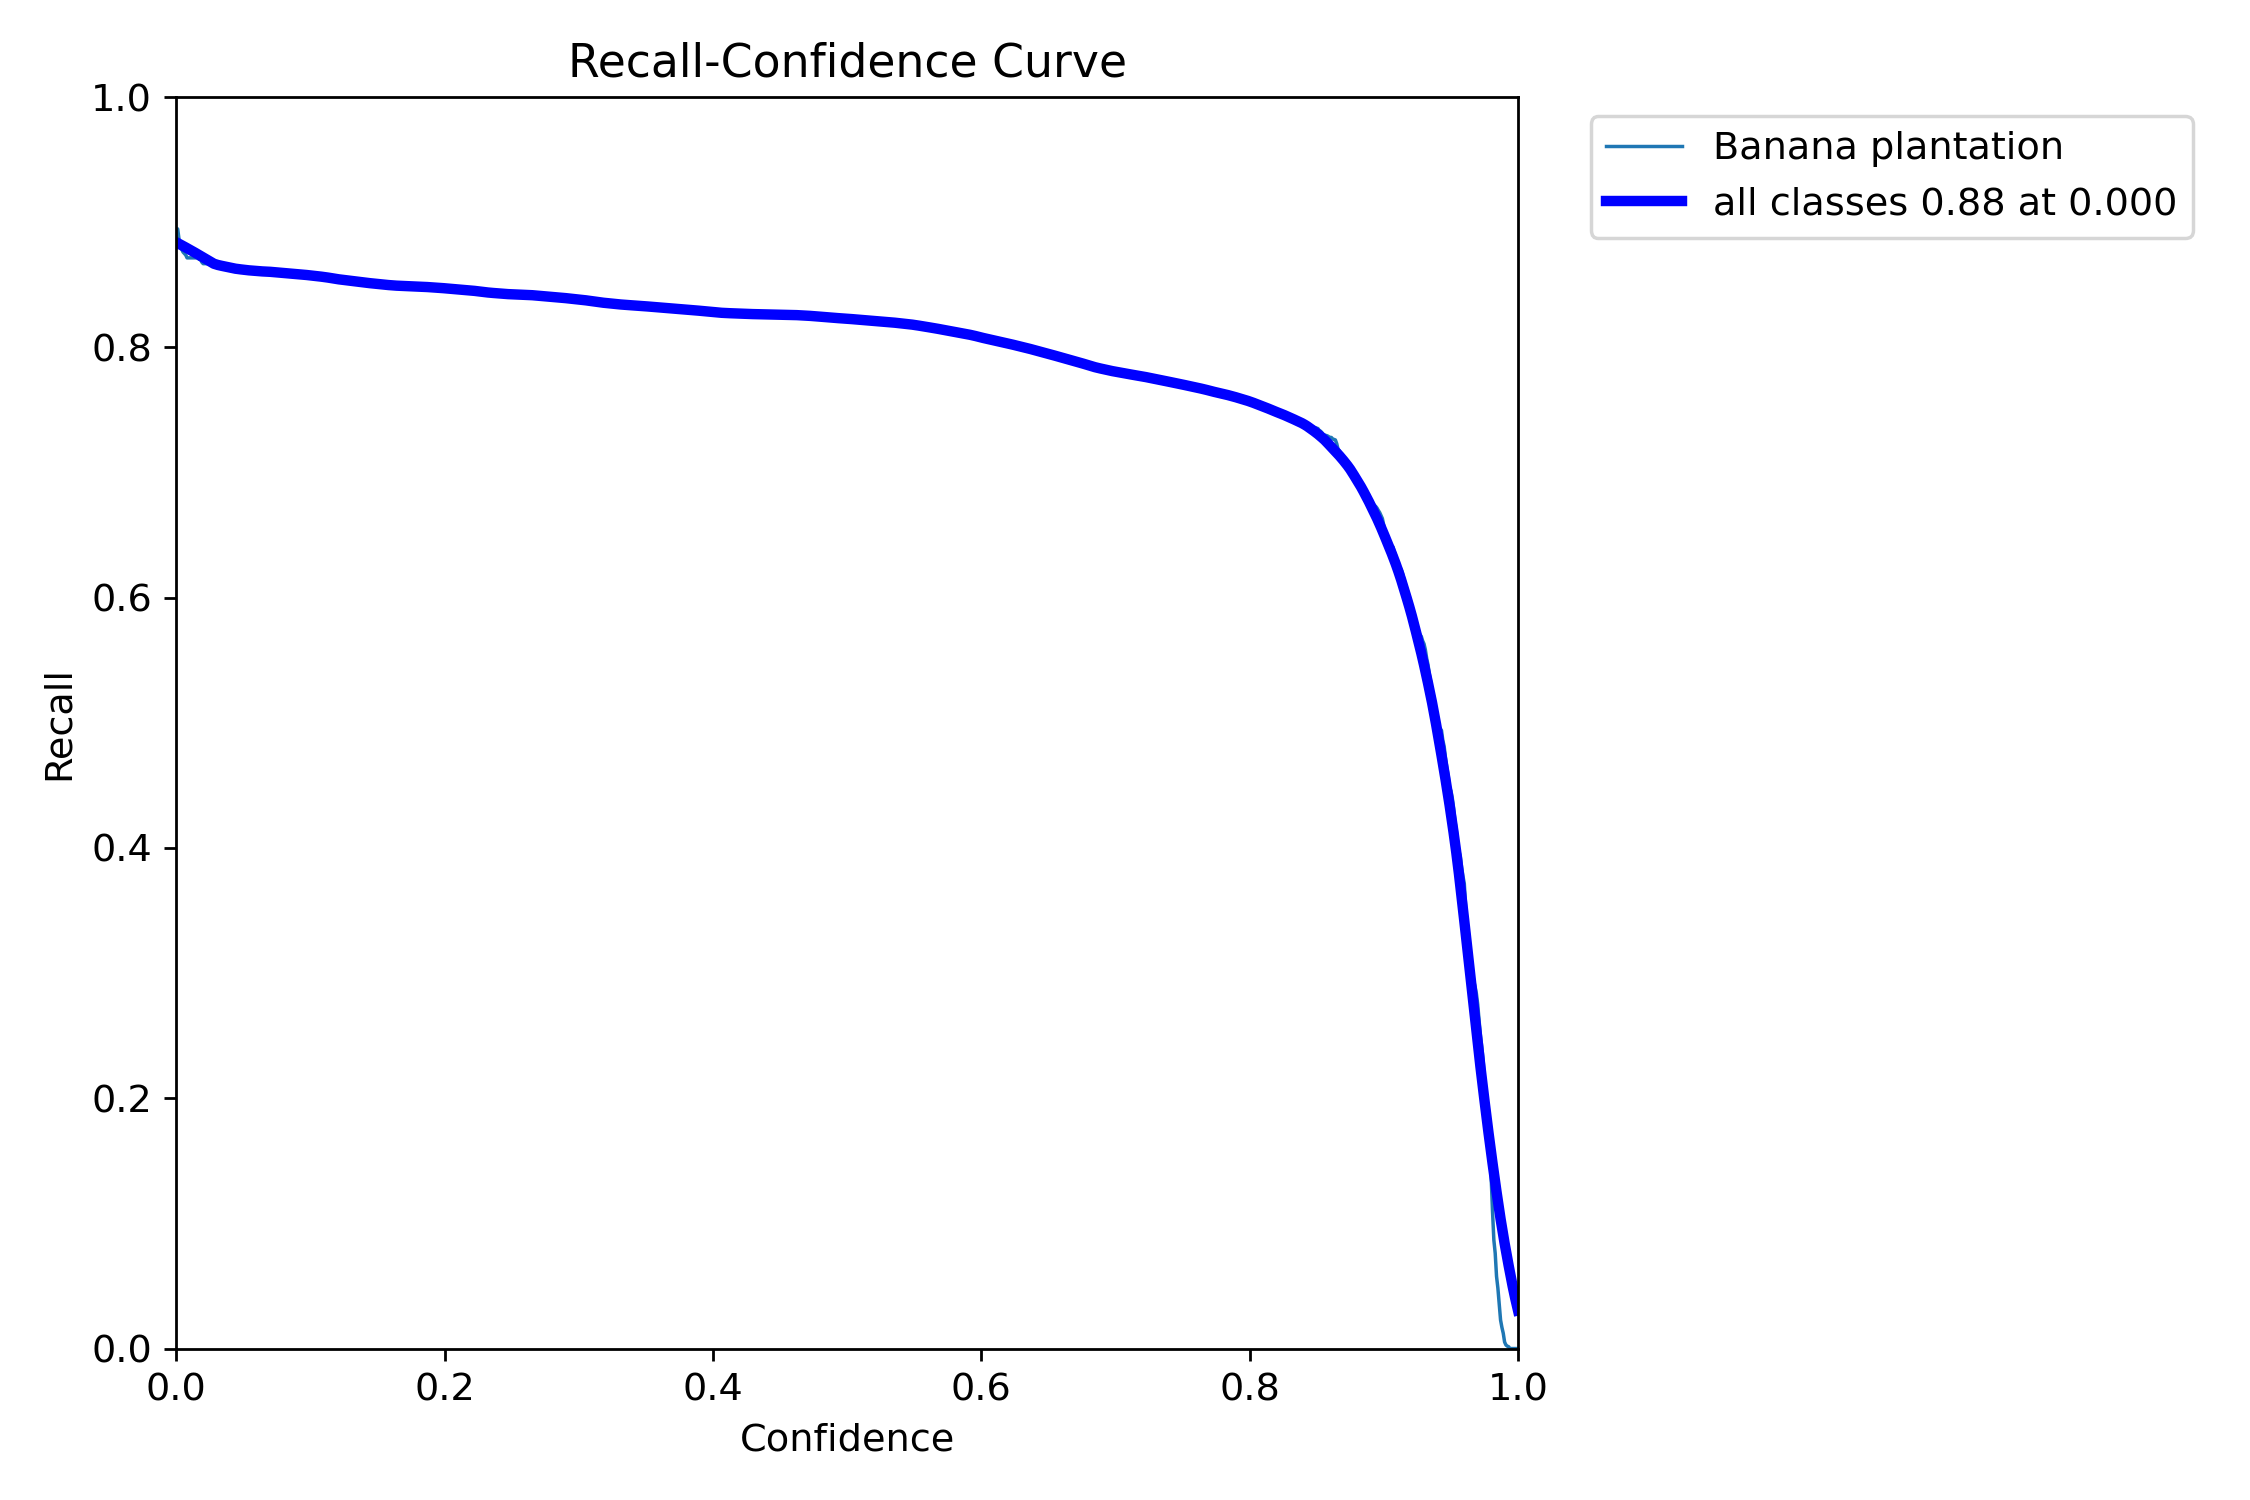 Recall-Confidence Curve
1.0
0.8
0.6
0.4
0.2
0.0
Recall
0.0 0.2 0.4 0.6 0.8 1.0
Confidence
Banana plantation
all classes 0.88 at 0.000